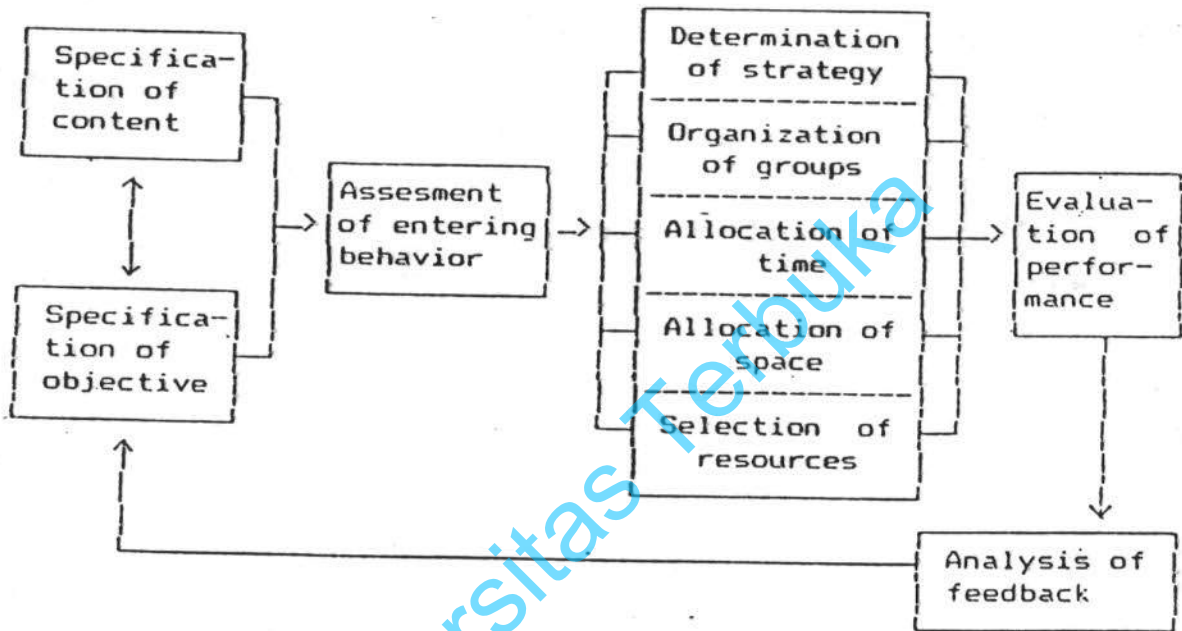 Specifica-
tion of
content
Specifica-
tion of
objective
Assesment
of entering
behavior
Determination
of strategy
Organization
of groups
Allocation of
time
Allocation of
space
Selection of
resources
Evalua-
tion of
perfor-
mance
Analysis of
feedback
rsitas Terbuka